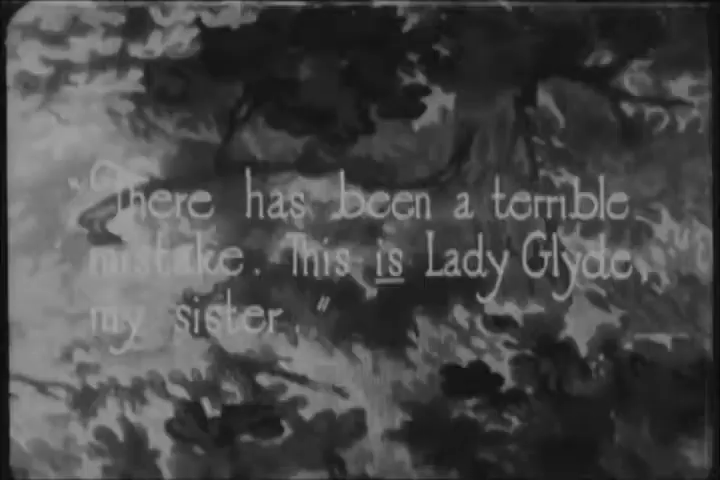 "There has been a terrible
mistake. This is Lady Glyde,
my sister."